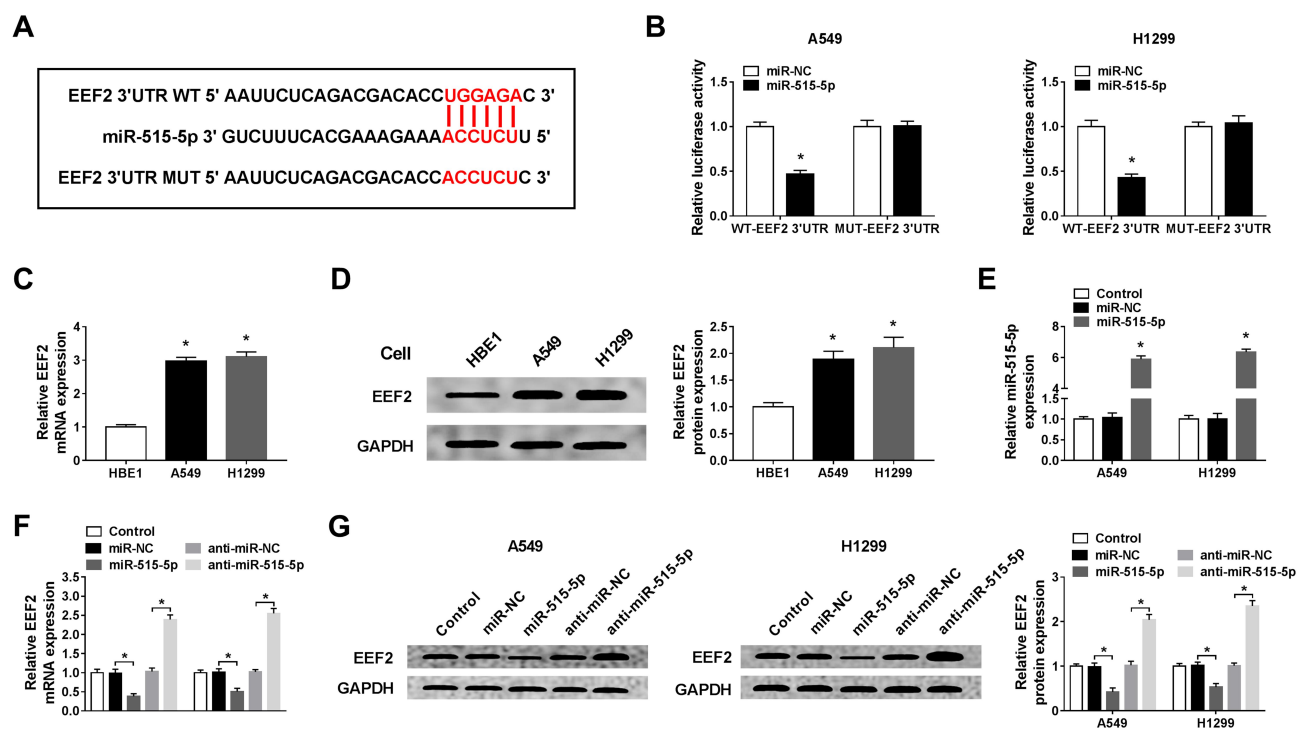 A
EEF2 3'UTR WT 5' AAUUCUCAGACGACACCUGGAGAC 3'
miR-515-5p 3' GUCUUUCACGAAAGAAAACCUCUU 5'
EEF2 3'UTR MUT 5' AAUUCUCAGACGACACCACCUCUC 3'
B
A549
miR-NC
miR-515-5p
Relative luciferase activity
1.5
1.0
0.5
0.0
*
WT-EEF2 3'UTR MUT-EEF2 3'UTR
H1299
miR-NC
miR-515-5p
Relative luciferase activity
1.5
1.0
0.5
0.0
*
WT-EEF2 3'UTR MUT-EEF2 3'UTR
C
Relative EEF2
mRNA expression
4
3
2
1
0
* *
HBE1 A549 H1299
D
Cell HBE1 A549 H1299
EEF2
GAPDH
Relative EEF2
protein expression
2.5
2.0
1.5
1.0
0.5
0.0
* *
HBE1 A549 H1299
E
Control
miR-NC
miR-515-5p
Relative miR-515-5p
expression
8
6
4
1.5
1.0
0.5
0.0
* *
A549 H1299
F
Control
miR-NC anti-miR-NC
miR-515-5p anti-miR-515-5p
Relative EEF2
mRNA expression
3.5
3.0
2.5
2.0
1.5
1.0
0.5
0.0
* * * *
G
A549
Control miR-NC miR-515-5p anti-miR-NC anti-miR-515-5p
EEF2
GAPDH
H1299
Control miR-NC miR-515-5p anti-miR-NC anti-miR-515-5p
EEF2
GAPDH
Control
miR-NC anti-miR-NC
miR-515-5p anti-miR-515-5p
Relative EEF2
protein expression
3
2
1
0
* * * *
A549 H1299